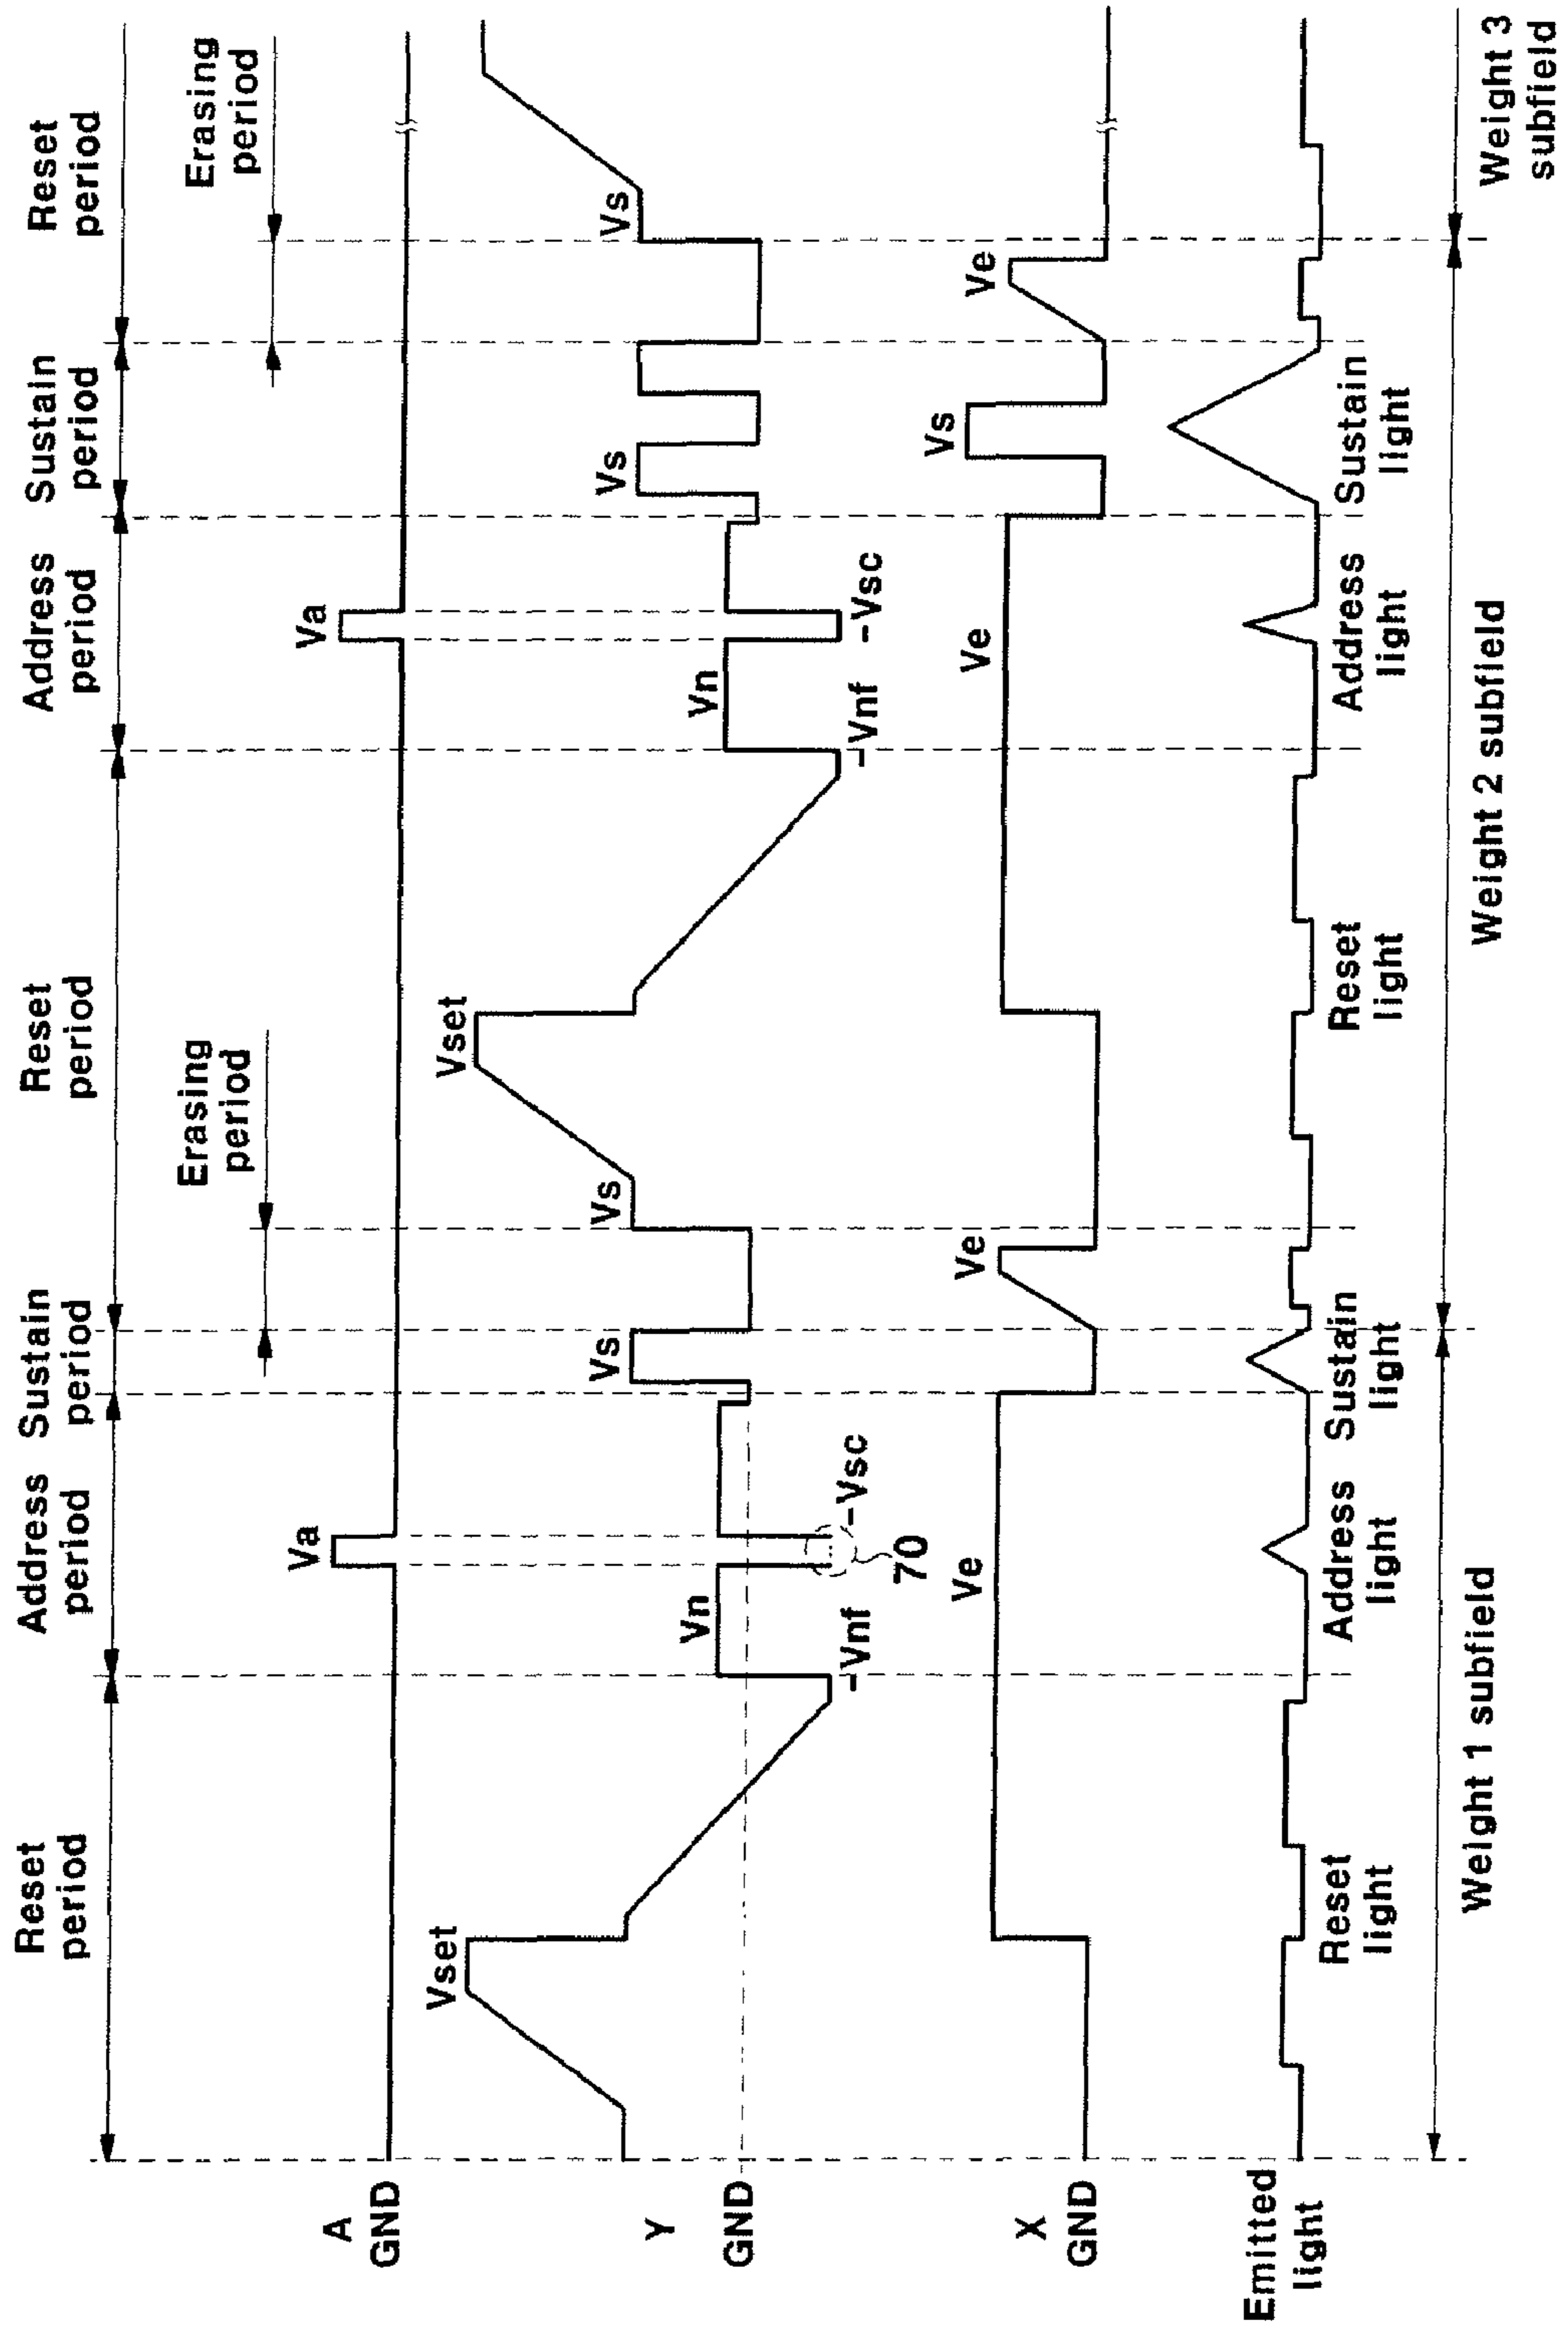 Reset
period
Address
period
Sustain
period
Reset
period
Address
period
Sustain
period
Reset
period
Erasing
period
Erasing
period
A
GND
Va
Va
Y
GND
Vset
-Vnf
Vn
-Vsc
70
Vs
Vs
Vset
-Vnf
Vn
-Vsc
Vs
Vs
X
GND
Ve
Ve
Ve
Vs
Ve
Emitted
light
Reset
light
Address
light
Sustain
light
Reset
light
Address
light
Sustain
light
Weight 1 subfield
Weight 2 subfield
Weight 3
subfield